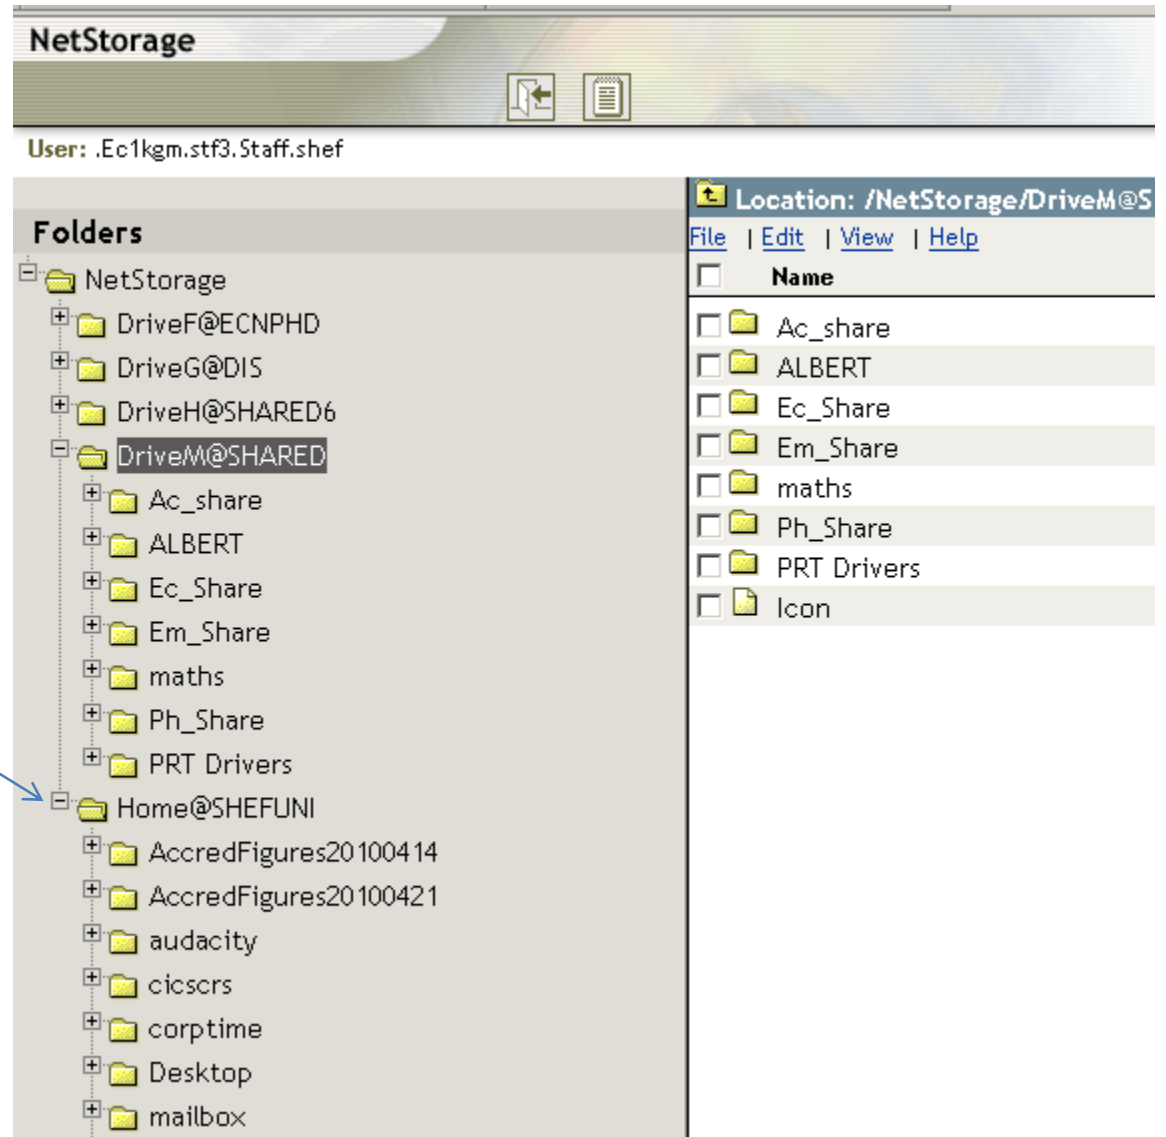 NetStorage
User: .Ec1kgm.stf3.Staff.shef
Folders
NetStorage
DriveF@ECNPHD
DriveG@DIS
DriveH@SHARED6
DriveM@SHARED
Ac_share
ALBERT
Ec_Share
Em_Share
maths
Ph_Share
PRT Drivers
Home@SHEFUNI
AccredFigures20100414
AccredFigures20100421
audacity
cicscrs
corptime
Desktop
mailbox
Location: /NetStorage/DriveM@S
File | Edit | View | Help
Name
Ac_share
ALBERT
Ec_Share
Em_Share
maths
Ph_Share
PRT Drivers
Icon